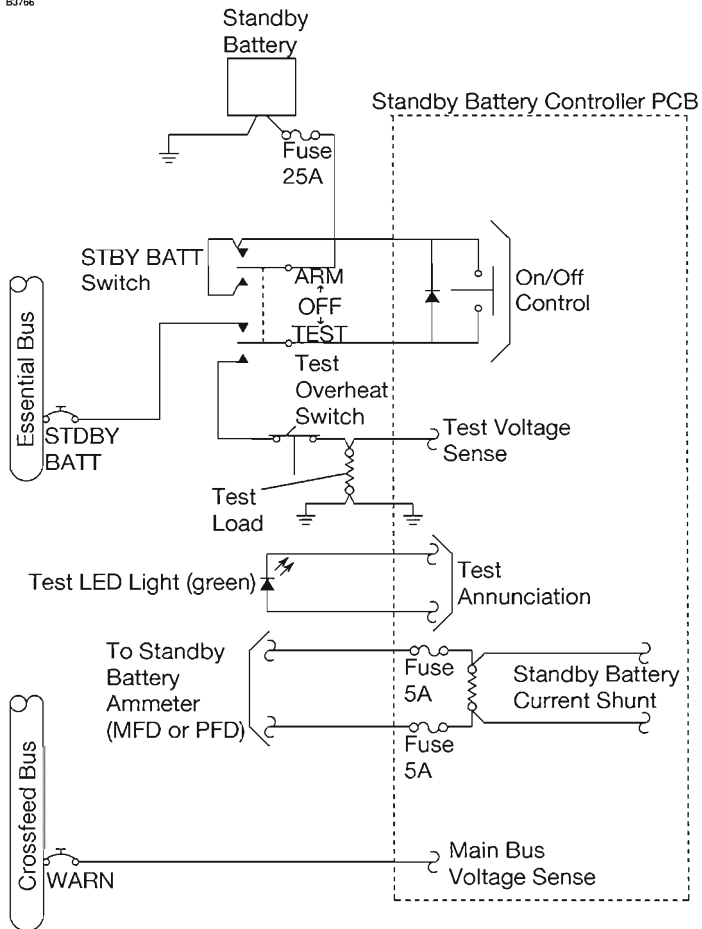 B3766
Standby
Battery
Standby Battery Controller PCB
Fuse
25A
STBY BATT
Switch
ARM
OFF
TEST
On/Off
Control
Essential Bus
STDBY
BATT
Test
Overheat
Switch
Test Voltage
Sense
Test
Load
Test LED Light (green)
Test
Annunciation
To Standby
Battery
Ammeter
(MFD or PFD)
Fuse
5A
Fuse
5A
Standby Battery
Current Shunt
Crossfeed Bus
WARN
Main Bus
Voltage Sense